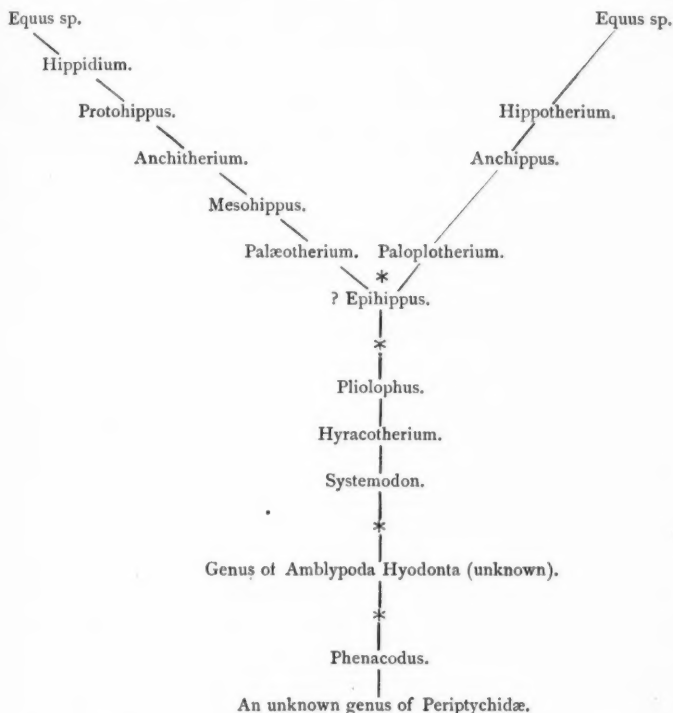 Equus sp. Equus sp.
Hippidium.
Protohippus. Hippotherium.
Anchitherium. Anchippus.
Mesohippus.
Palæotherium. Paloplotherium.
*
? Epihippus.
*
Pliolophus.
Hyracotherium.
Systemodon.
*
Genus of Amblypoda Hyodonta (unknown).
*
Phenacodus.
An unknown genus of Periptychidæ.